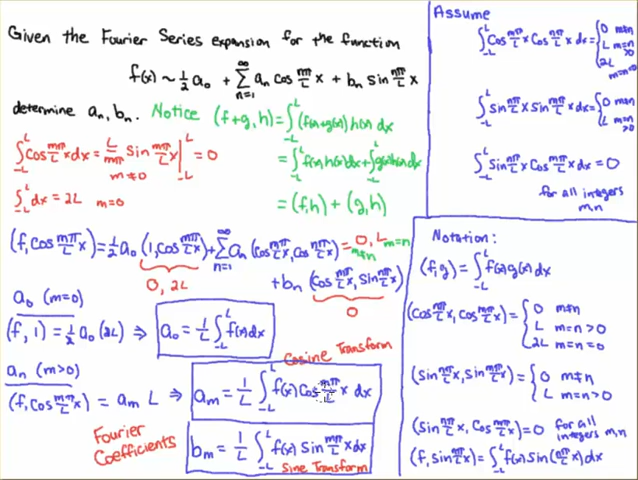 Given the Fourier Series expansion for the function
f(x) ~ ½ a₀ + ∑_{n=1}^{∞} aₙ Cos nπ/L x + bₙ Sin nπ/L x
determine aₙ, bₙ. Notice (f+g, h) = ∫_{-L}^{L} (f(x)+g(x)) h(x) dx
= ∫_{-L}^{L} f(x) h(x) dx + ∫_{-L}^{L} g(x) h(x) dx
= (f, h) + (g, h)
∫_{-L}^{L} Cos mπ/L x dx = L/mπ Sin mπ/L x |_{-L}^{L} = 0
m≠0
∫_{-L}^{L} dx = 2L m=0
(f, Cos mπ/L x) = ½ a₀ (1, Cos mπ/L x) + ∑_{n=1}^{∞} aₙ (Cos nπ/L x, Cos mπ/L x) = 0, L
m≠n m=n
0, 2L
+ bₙ (Cos mπ/L x, Sin nπ/L x)
0
a₀ (m=0)
(f, 1) = ½ a₀ (2L) ⇒ a₀ = 1/L ∫_{-L}^{L} f(x) dx
Cosine Transform
aₙ (m>0)
(f, Cos mπ/L x) = aₘ L ⇒ aₘ = 1/L ∫_{-L}^{L} f(x) Cos mπ/L x dx
Fourier
Coefficients
bₘ = 1/L ∫_{-L}^{L} f(x) Sin mπ/L x dx
Sine Transform
Assume
∫_{-L}^{L} Cos mπ/L x Cos nπ/L x dx = { 0 m≠n
L m=n >0
2L m=n=0
∫_{-L}^{L} Sin mπ/L x Sin nπ/L x dx = { 0 m≠n
L m=n >0
∫_{-L}^{L} Sin mπ/L x Cos nπ/L x dx = 0
for all integers
m,n
Notation:
(f, g) = ∫_{-L}^{L} f(x) g(x) dx
(Cos mπ/L x, Cos nπ/L x) = { 0 m≠n
L m=n>0
2L m=n=0
(Sin mπ/L x, Sin nπ/L x) = { 0 m≠n
L m=n>0
(Sin mπ/L x, Cos nπ/L x) = 0 for all
integers m,n
(f, Sin mπ/L x) = ∫_{-L}^{L} f(x) Sin(mπ/L x) dx